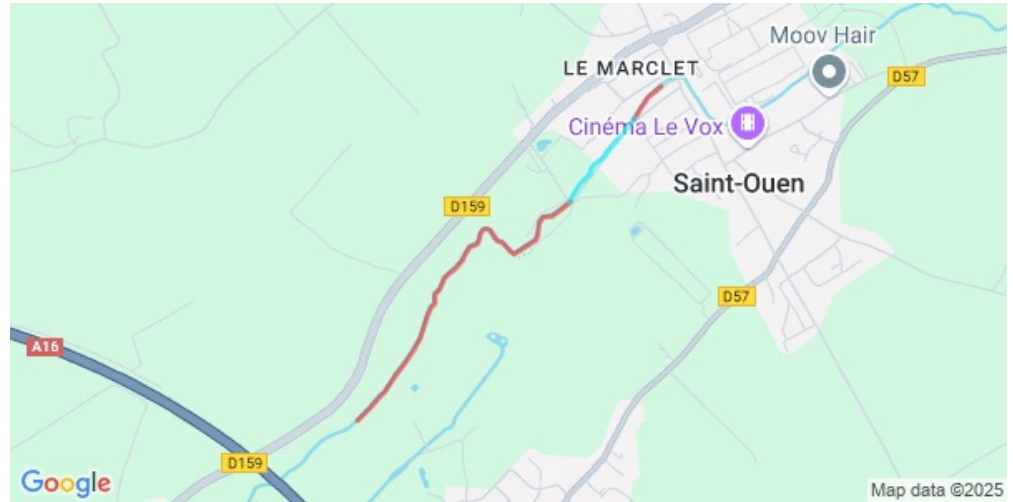 Moov Hair
LE MARCLET
D57
Cinéma Le Vox
Saint-Ouen
D159
D57
A16
D159
Google
Map data ©2025